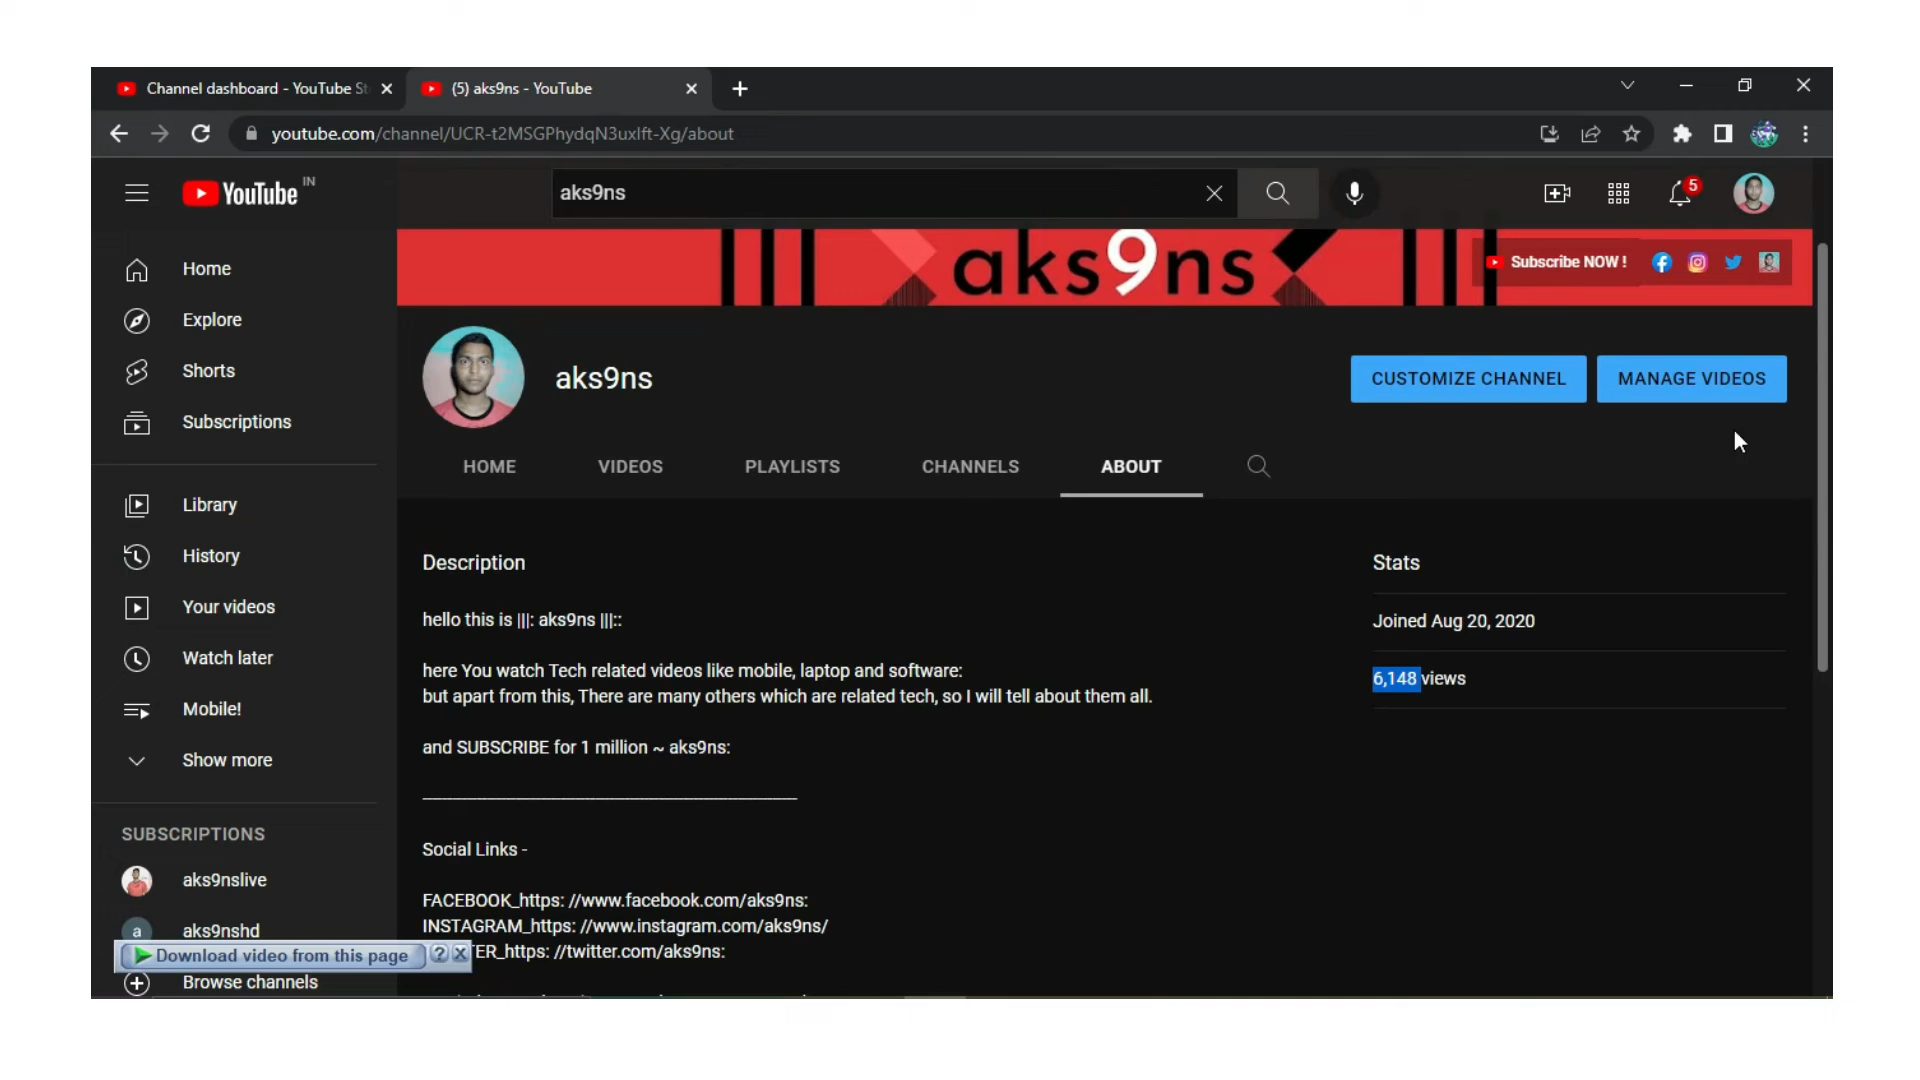 Channel dashboard - YouTube St
(5) aks9ns - YouTube
youtube.com/channel/UCR-t2MSGPhydqN3uxlft-Xg/about
YouTube IN
aks9ns
5
Home
Explore
Shorts
Subscriptions
Library
History
Your videos
Watch later
Mobile!
Show more
SUBSCRIPTIONS
aks9nslive
a
aks9nshd
Download video from this page
?
Browse channels
aks9ns
Subscribe NOW !
aks9ns
CUSTOMIZE CHANNEL
MANAGE VIDEOS
HOME
VIDEOS
PLAYLISTS
CHANNELS
ABOUT
Description
hello this is |||: aks9ns |||::
here You watch Tech related videos like mobile, laptop and software:
but apart from this, There are many others which are related tech, so I will tell about them all.
and SUBSCRIBE for 1 million ~ aks9ns:
Social Links -
FACEBOOK_https: //www.facebook.com/aks9ns:
INSTAGRAM_https: //www.instagram.com/aks9ns/
TER_https: //twitter.com/aks9ns:
Stats
Joined Aug 20, 2020
6,148 views